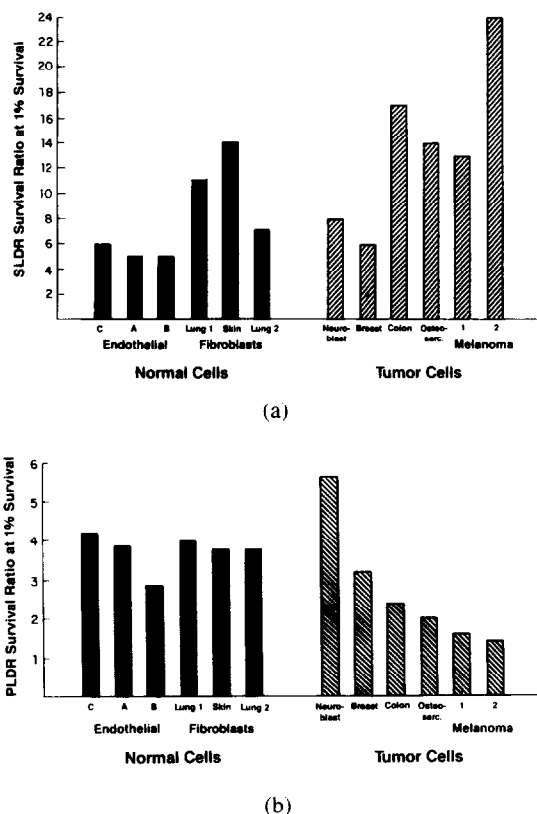 SLDR Survival Ratio at 1% Survival
24
22
20
18
16
14
12
10
8
6
4
2
C A B Lung 1 Skin Lung 2
Endothelial Fibroblasts
Normal Cells
Neuro-blast Breast Colon Osteo-sarc. 1 2
Melanoma
Tumor Cells
(a)
PLDR Survival Ratio at 1% Survival
6
5
4
3
2
1
C A B Lung 1 Skin Lung 2
Endothelial Fibroblasts
Normal Cells
Neuro-blast Breast Colon Osteo-sarc. 1 2
Melanoma
Tumor Cells
(b)